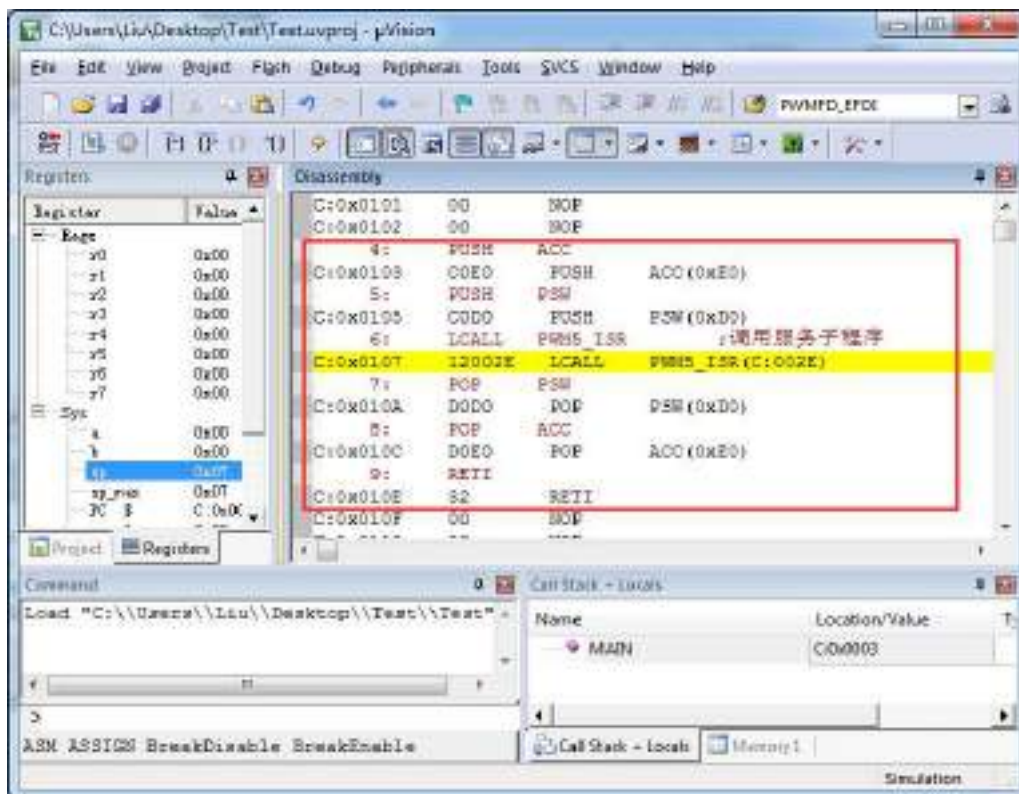 C:\Users\Liu\Desktop\Test\Test.uvproj - µVision
File Edit View Project Flash Debug Peripherals Tools SVCS Window Help
PWMFD_EFDI
Registers
Register Value
Regs
r0 0x00
r1 0x00
r2 0x00
r3 0x00
r4 0x00
r5 0x00
r6 0x00
r7 0x00
Sys
a 0x00
b 0x00
sp 0x07
sp_max 0x07
PC $
Project Registers
Disassembly
C:0x0101 00 NOP
C:0x0102 00 NOP
4: PUSH ACC
C:0x0103 C0E0 PUSH ACC(0xE0)
5: PUSH PSW
C:0x0105 C0D0 PUSH PSW(0xD0)
6: LCALL PWM5_ISR ;调用服务子程序
C:0x0107 12002E LCALL PWM5_ISR(C:002E)
7: POP PSW
C:0x010A D0D0 POP PSW(0xD0)
8: POP ACC
C:0x010C D0E0 POP ACC(0xE0)
9: RETI
C:0x010E 32 RETI
C:0x010F 00 NOP
Command
Load "C:\\Users\\Liu\\Desktop\\Test\\Test"
>
ASM ASSIGN BreakDisable BreakEnable
Call Stack + Locals
Name Location/Value
MAIN C:0x0003
Call Stack + Locals Memory 1
Simulation